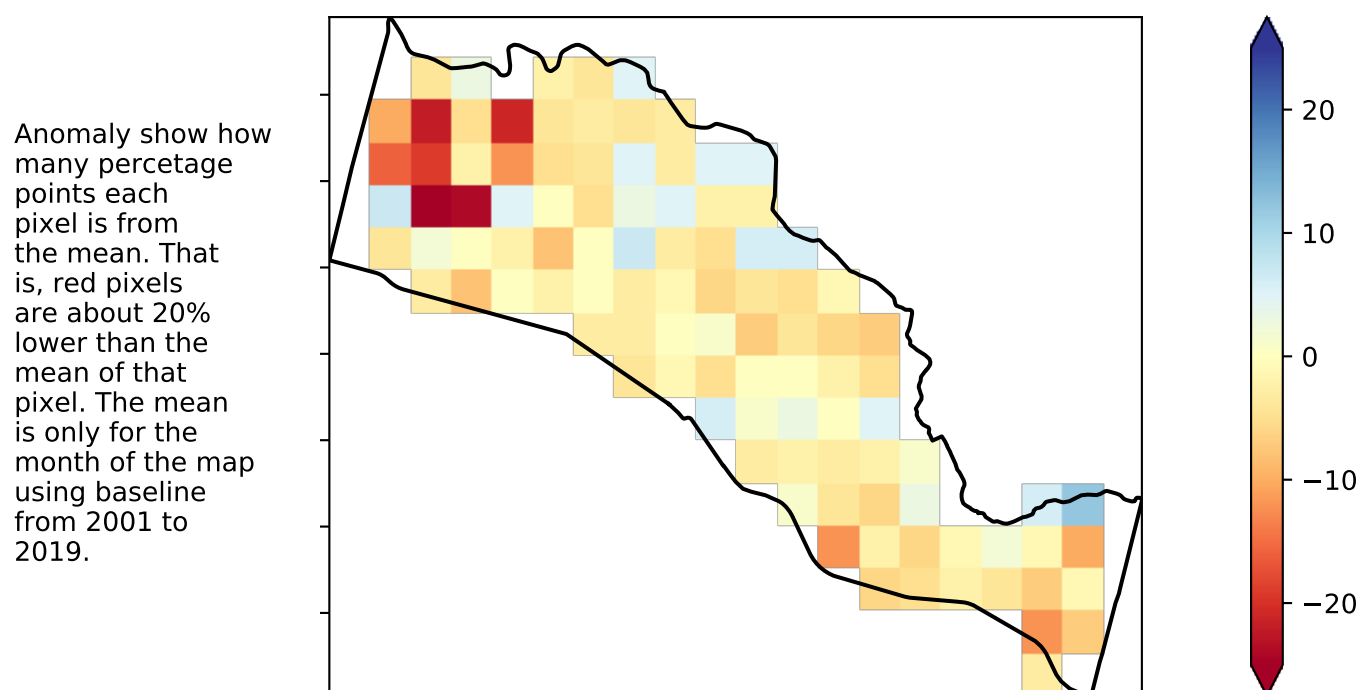 Anomaly show how
many percetage
points each
pixel is from
the mean. That
is, red pixels
are about 20%
lower than the
mean of that
pixel. The mean
is only for the
month of the map
using baseline
from 2001 to
2019.
20
10
0
−10
−20